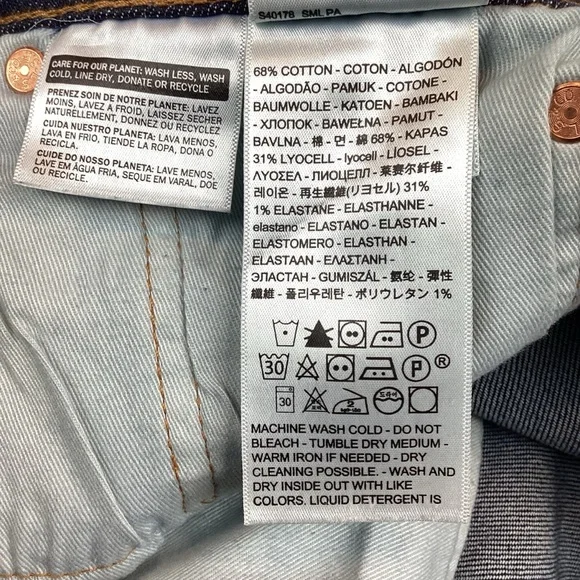 CARE FOR OUR PLANET: WASH LESS, WASH
COLD, LINE DRY, DONATE OR RECYCLE
PRENEZ SOIN DE NOTRE PLANETE: LAVEZ
MOINS, LAVEZ A FROID, LAISSEZ SECHER
NATURELLEMENT, DONNEZ OU RECYCLEZ
CUIDA NUESTRO PLANETA: LAVA MENOS,
LAVA EN FRIO, TIENDE LA ROPA, DONA O
RECICLA
CUIDE DO NOSSO PLANETA: LAVE MENOS,
LAVE EM ÁGUA FRIA, SEQUE EM VARAL, DOE
OU RECICLE
S40176 SML PA
68% COTTON - COTON - ALGODÓN
- ALGODÃO - PAMUK - COTONE -
BAUMWOLLE - KATOEN - BAMBAKI
- ХЛОПОК - BAWEŁNA - PAMUT -
BAVLNA - 棉 - 면 - 綿 68% - KAPAS
31% LYOCELL - lyocell - LİOSEL -
ΛΥΟΣΕΛ - ЛИОЦЕЛЛ - 莱赛尔纤维 -
레이온 - 再生纖維(リヨセル) 31%
1% ELASTANE - ELASTHANNE -
elastano - ELASTANO - ELASTAN -
ELASTOMERO - ELASTHAN -
ELASTAAN - ΕΛΑΣΤΑΝΗ -
ЭЛАСТАН - GUMISZÁL - 氨纶 - 彈性
纖維 - 폴리우레탄 - ポリウレタン 1%
P
30 P ®
30 2
MACHINE WASH COLD - DO NOT
BLEACH - TUMBLE DRY MEDIUM -
WARM IRON IF NEEDED - DRY
CLEANING POSSIBLE. - WASH AND
DRY INSIDE OUT WITH LIKE
COLORS. LIQUID DETERGENT IS